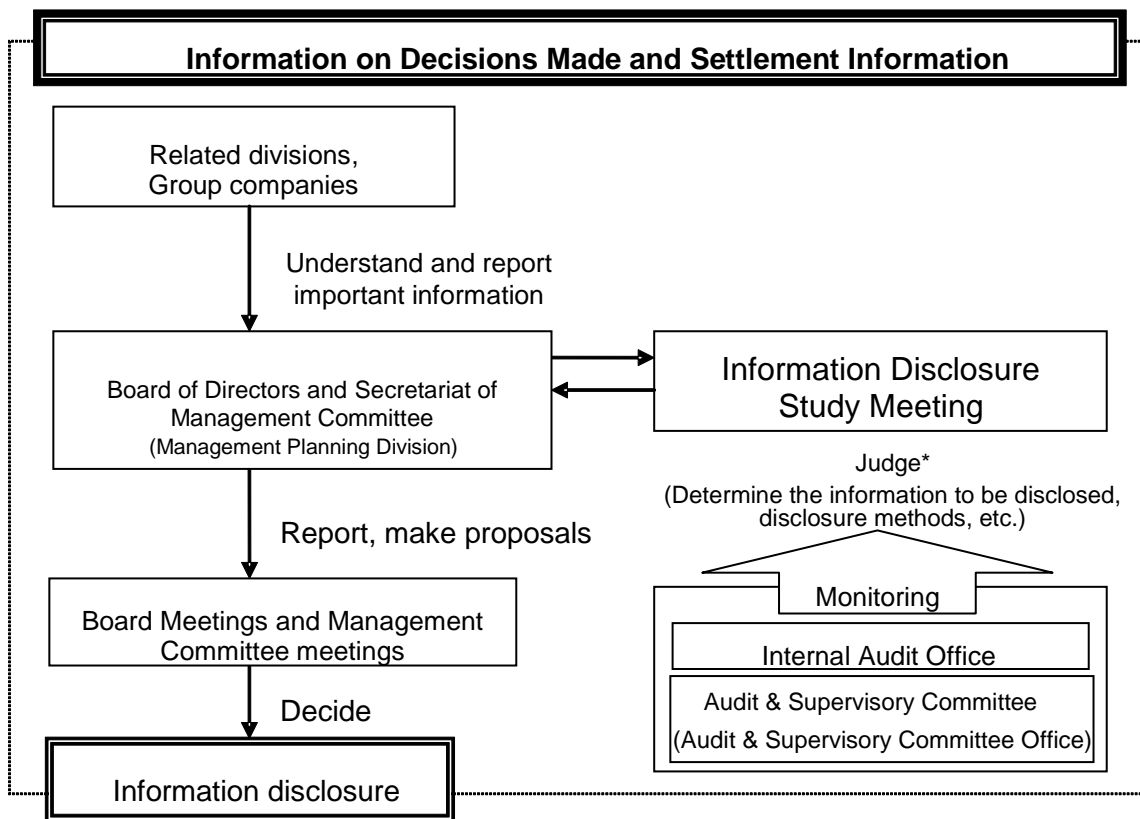 Information on Decisions Made and Settlement Information
Related divisions,
Group companies
Understand and report
important information
Board of Directors and Secretariat of
Management Committee
(Management Planning Division)
Information Disclosure
Study Meeting
Judge*
(Determine the information to be disclosed,
disclosure methods, etc.)
Report, make proposals
Monitoring
Board Meetings and Management
Committee meetings
Internal Audit Office
Audit & Supervisory Committee
(Audit & Supervisory Committee Office)
Decide
Information disclosure